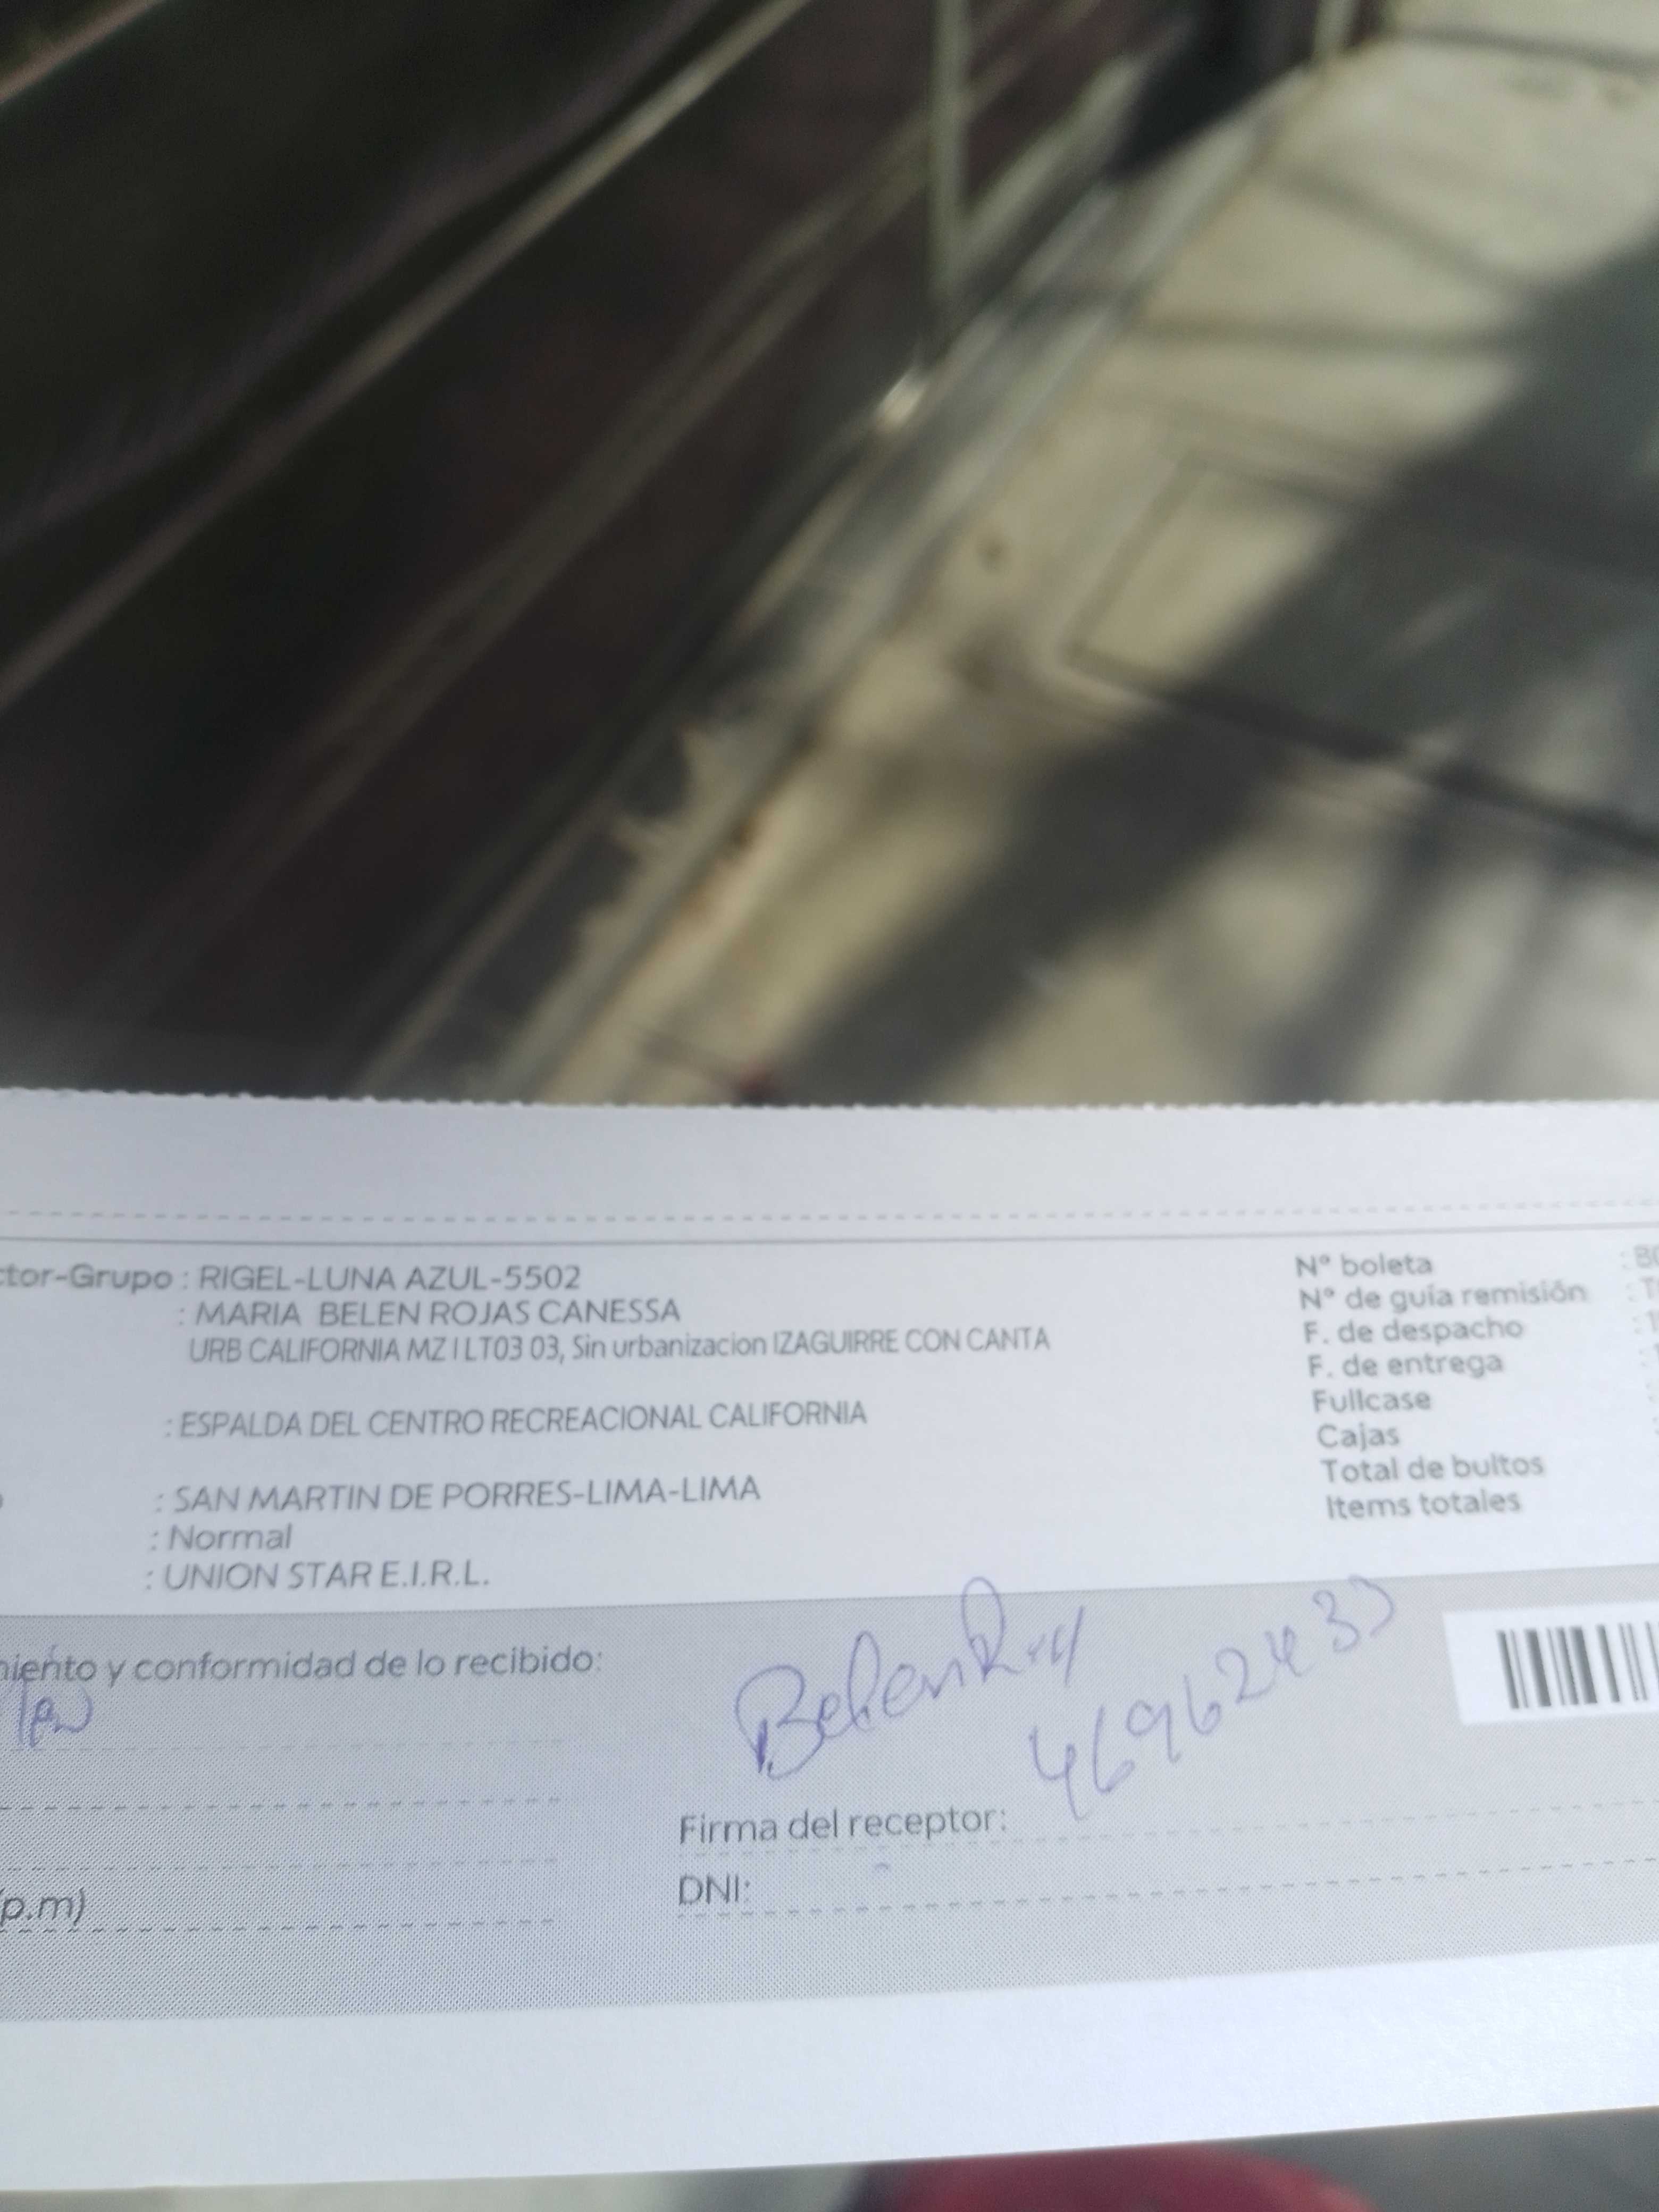 ctor-Grupo : RIGEL-LUNA AZUL-5502
: MARIA BELEN ROJAS CANESSA
URB CALIFORNIA MZ I LT03 03, Sin urbanizacion IZAGUIRRE CON CANTA
: ESPALDA DEL CENTRO RECREACIONAL CALIFORNIA
: SAN MARTIN DE PORRES-LIMA-LIMA
: Normal
: UNION STAR E.I.R.L.
N° boleta : B
N° de guía remisión : T
F. de despacho : 1
F. de entrega :
Fullcase :
Cajas :
Total de bultos
Items totales
miento y conformidad de lo recibido:
Belen
Firma del receptor:
DNI:
p.m)